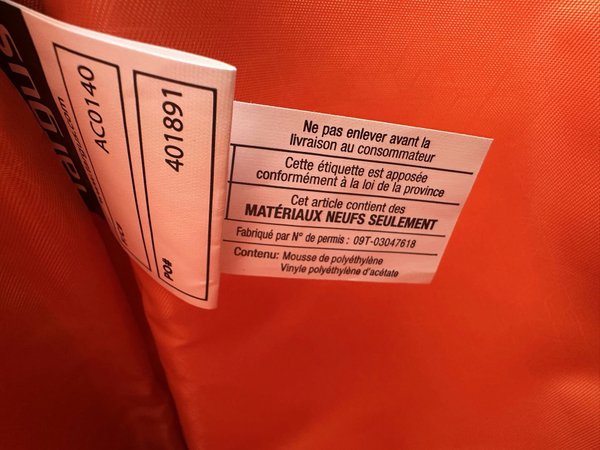 AC0140
401891
PO#
Ne pas enlever avant la
livraison au consommateur
Cette étiquette est apposée
conformément à la loi de la province
Cet article contient des
MATÉRIAUX NEUFS SEULEMENT
Fabriqué par N° de permis : 09T-03047618
Contenu: Mousse de polyéthylène
Vinyle polyéthylène d'acétate